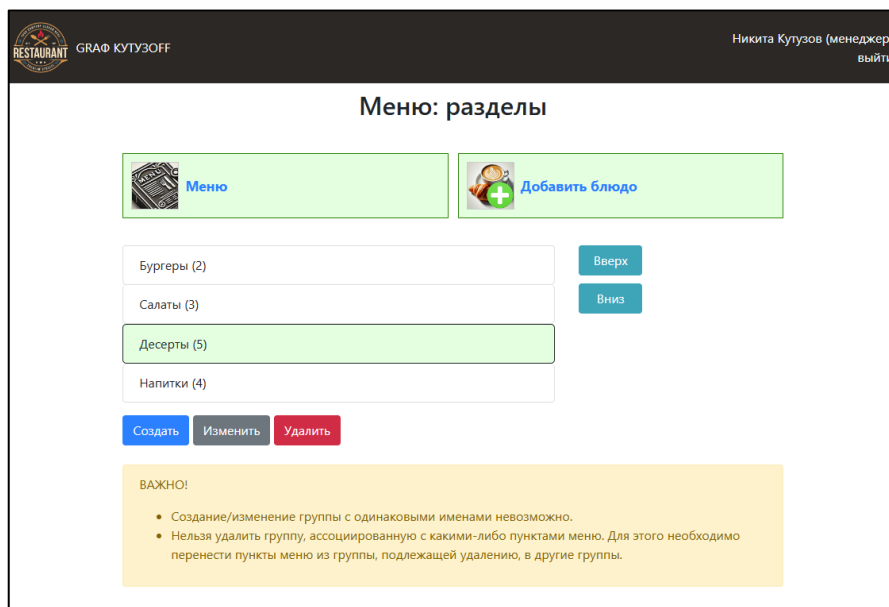 RESTAURANT
GRAФ КУТУЗOFF
Никита Кутузов (менеджер
выйти
Меню: разделы
MENU
Меню
Добавить блюдо
Бургеры (2)
Вверх
Салаты (3)
Вниз
Десерты (5)
Напитки (4)
Создать
Изменить
Удалить
ВАЖНО!
• Создание/изменение группы с одинаковыми именами невозможно.
• Нельзя удалить группу, ассоциированную с какими-либо пунктами меню. Для этого необходимо
перенести пункты меню из группы, подлежащей удалению, в другие группы.